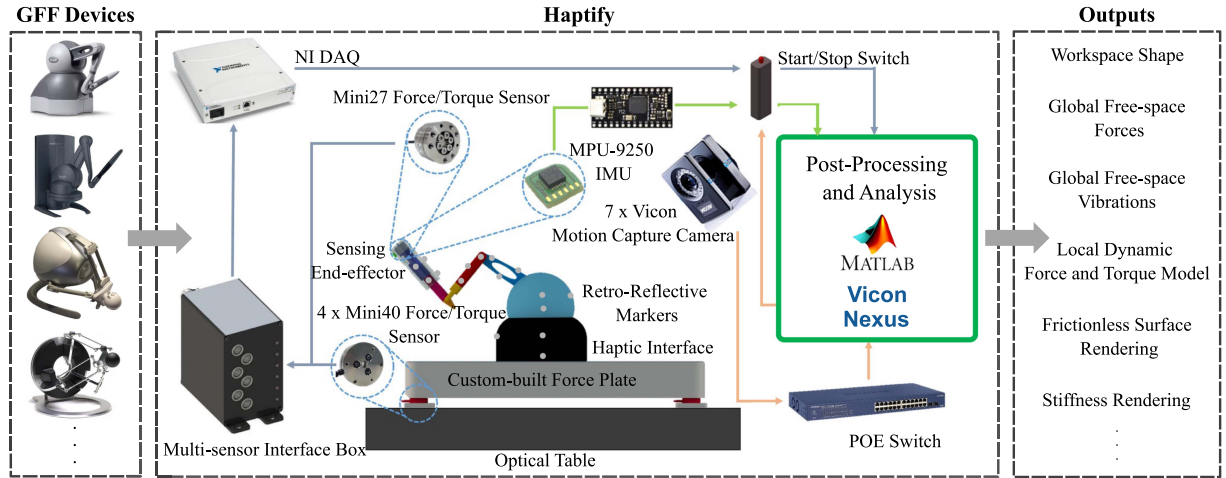 GFF Devices
Haptify
Outputs
NI DAQ
Start/Stop Switch
Mini27 Force/Torque Sensor
MPU-9250
IMU
7 x Vicon
Motion Capture Camera
Post-Processing
and Analysis
MATLAB
Vicon
Nexus
Sensing
End-effector
4 x Mini40 Force/Torque
Sensor
Retro-Reflective
Markers
Haptic Interface
Custom-built Force Plate
Multi-sensor Interface Box
Optical Table
POE Switch
Workspace Shape
Global Free-space
Forces
Global Free-space
Vibrations
Local Dynamic
Force and Torque Model
Frictionless Surface
Rendering
Stiffness Rendering